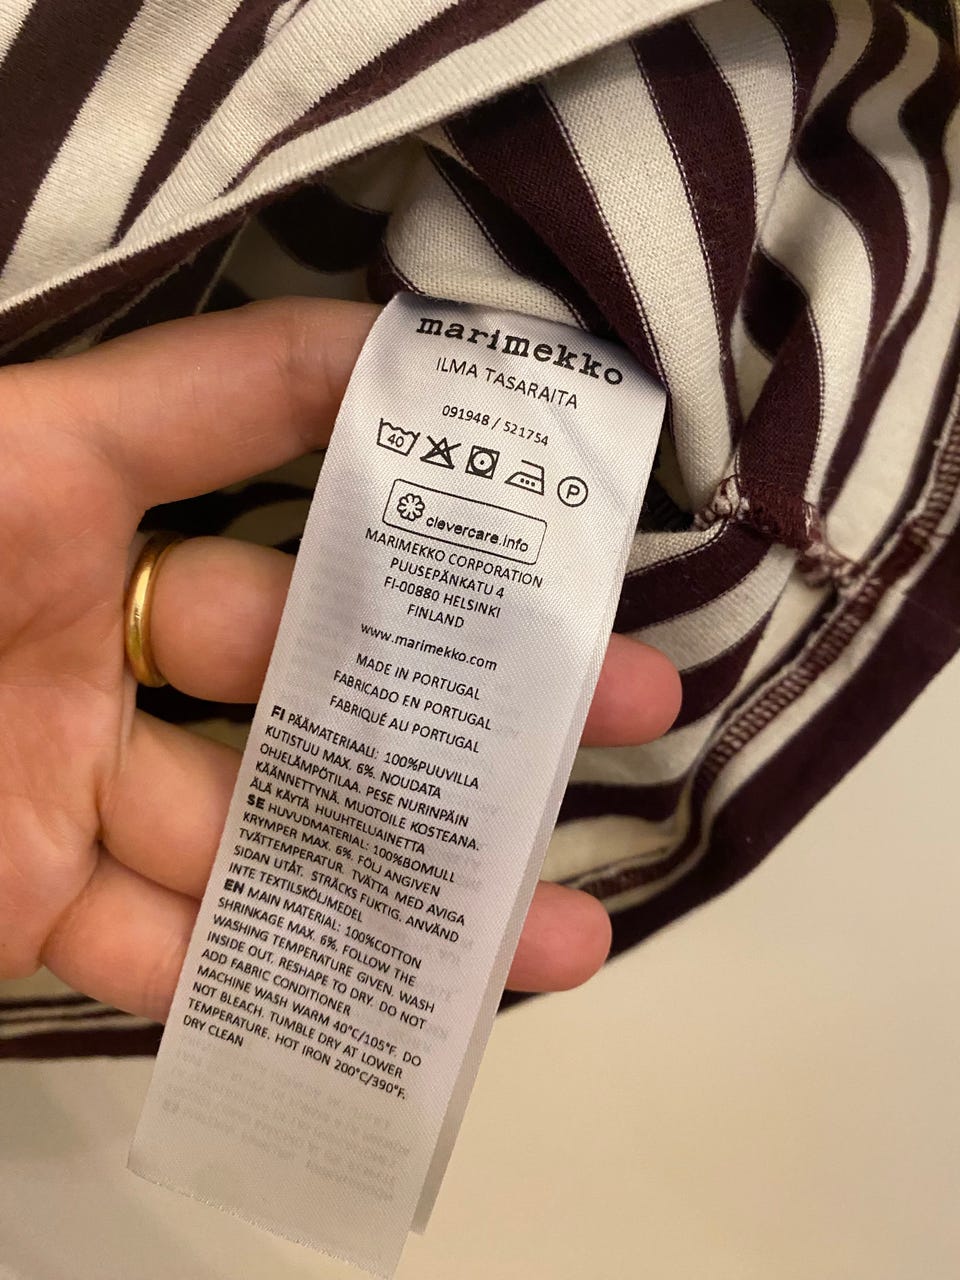 marimekko
ILMA TASARAITA
091948 / 521754
40 P
clevercare.info
MARIMEKKO CORPORATION
PUUSEPÄNKATU 4
FI-00880 HELSINKI
FINLAND
www.marimekko.com
MADE IN PORTUGAL
FABRICADO EN PORTUGAL
FABRIQUÉ AU PORTUGAL
FI PÄÄMATERIAALI: 100%PUUVILLA
KUTISTUU MAX. 6%. NOUDATA
OHJELÄMPÖTILAA. PESE NURINPÄIN
KÄÄNNETTYNÄ. MUOTOILE KOSTEANA.
ÄLÄ KÄYTÄ HUUHTELUAINETTA
SE HUVUDMATERIAL: 100%BOMULL
KRYMPER MAX. 6%. FÖLJ ANGIVEN
TVÄTTEMPERATUR. TVÄTTA MED AVIGA
SIDAN UTÅT. STRÄCKS FUKTIG. ANVÄND
INTE TEXTILSKÖLJMEDEL
EN MAIN MATERIAL: 100%COTTON
SHRINKAGE MAX. 6%. FOLLOW THE
WASHING TEMPERATURE GIVEN. WASH
INSIDE OUT. RESHAPE TO DRY. DO NOT
ADD FABRIC CONDITIONER
MACHINE WASH WARM 40°C/105°F. DO
NOT BLEACH. TUMBLE DRY AT LOWER
TEMPERATURE. HOT IRON 200°C/390°F.
DRY CLEAN